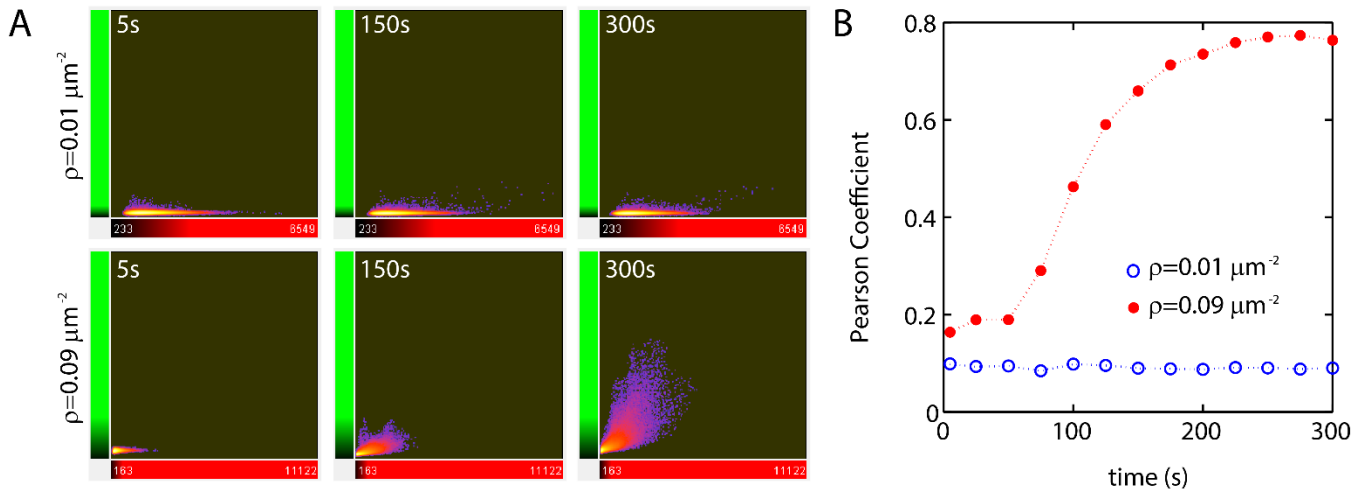 A
5s
150s
300s
ρ=0.01 μm⁻²
233
6549
233
6549
233
6549
5s
150s
300s
ρ=0.09 μm⁻²
163
11122
163
11122
163
11122
B
0.8
0.6
0.4
0.2
0
Pearson Coefficient
ρ=0.01 μm⁻²
ρ=0.09 μm⁻²
0
100
200
300
time (s)